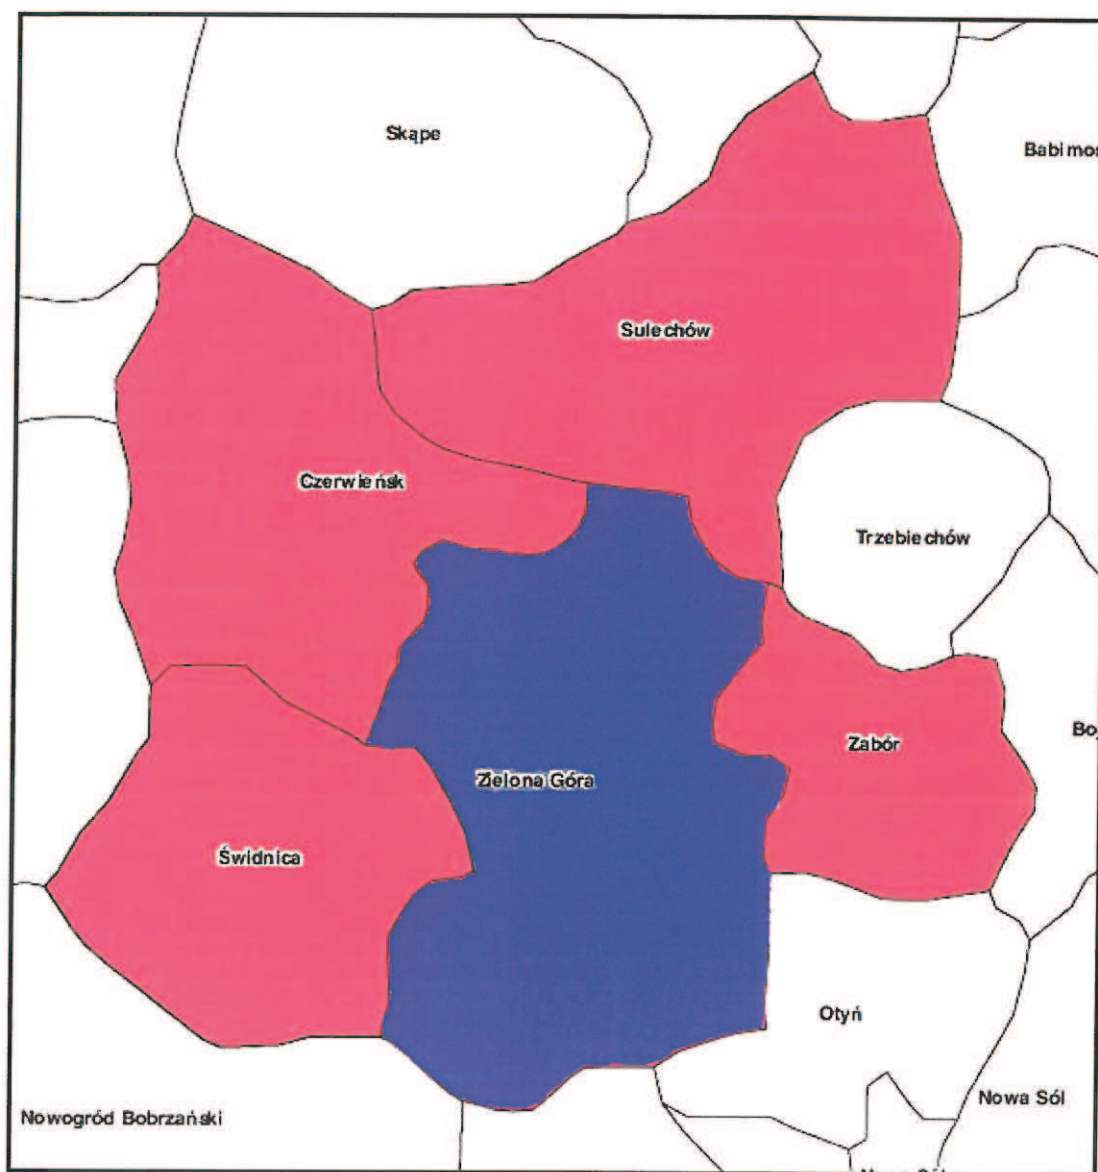 Skąpe
Babimos
Sulechów
Czerwieńsk
Trzebiechów
Bo
Zabór
Zielona Góra
Świdnica
Otyń
Nowa Sól
Nowogród Bobrzański